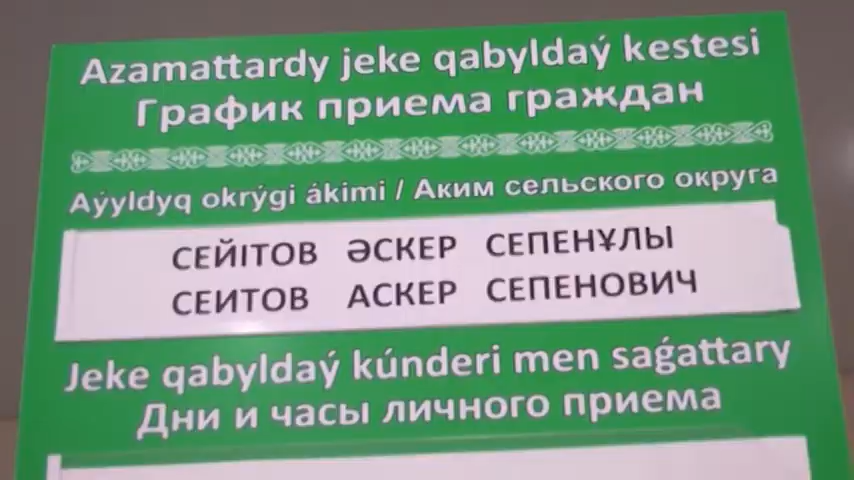 Azamattardy jeke qabyldaý kestesi
График приема граждан
Aýyldyq okrýgi ákimi / Аким сельского округа
СЕЙІТОВ ӘСКЕР СЕПЕНҰЛЫ
СЕИТОВ АСКЕР СЕПЕНОВИЧ
Jeke qabyldaý kúnderi men saǵattary
Дни и часы личного приема